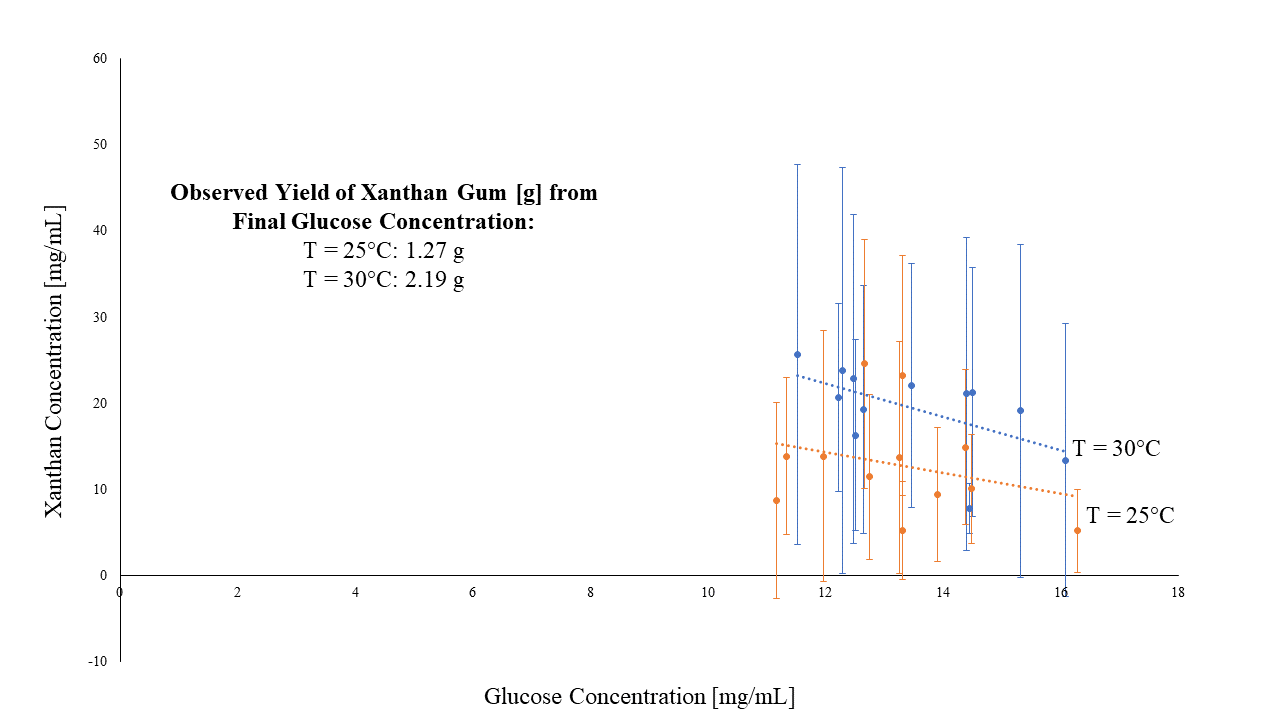 60
50
40
30
20
10
0
-10
Xanthan Concentration [mg/mL]
Observed Yield of Xanthan Gum [g] from
Final Glucose Concentration:
T = 25°C: 1.27 g
T = 30°C: 2.19 g
T = 30°C
T = 25°C
0 2 4 6 8 10 12 14 16 18
Glucose Concentration [mg/mL]